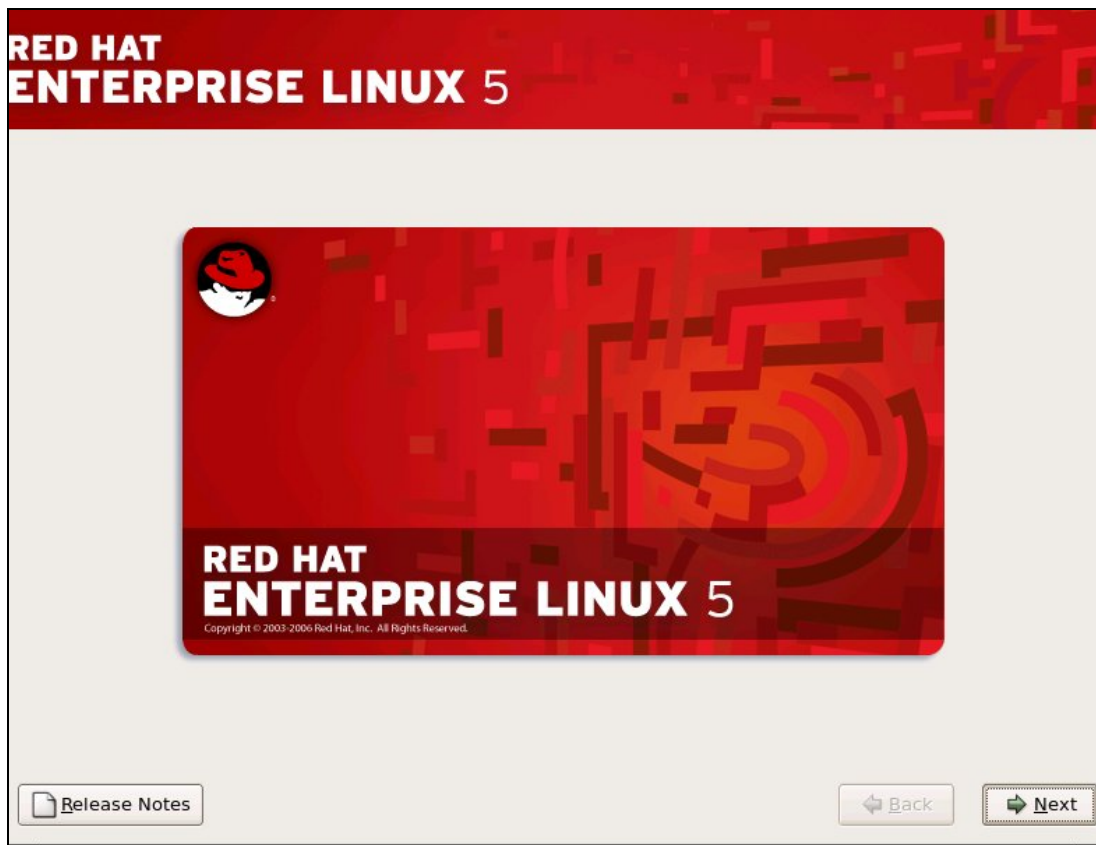 RED HAT
ENTERPRISE LINUX 5
RED HAT
ENTERPRISE LINUX 5
Copyright © 2003-2006 Red Hat, Inc. All Rights Reserved.
Release Notes
Back
Next